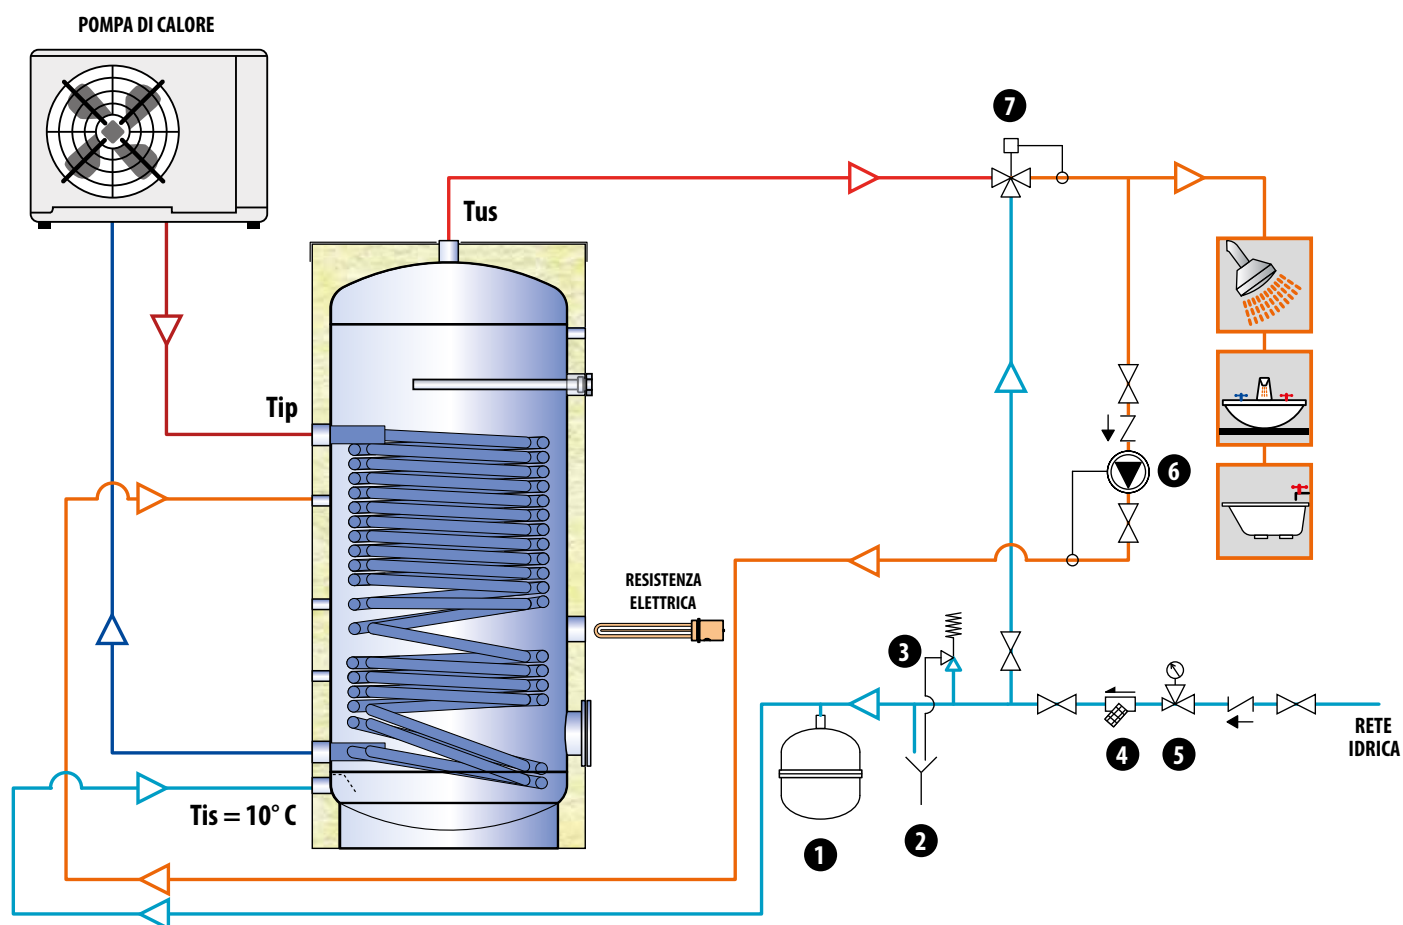 POMPA DI CALORE
7
Tus
Tip
6
RESISTENZA
ELETTRICA
3
RETE
IDRICA
4
5
Tis = 10° C
2
1